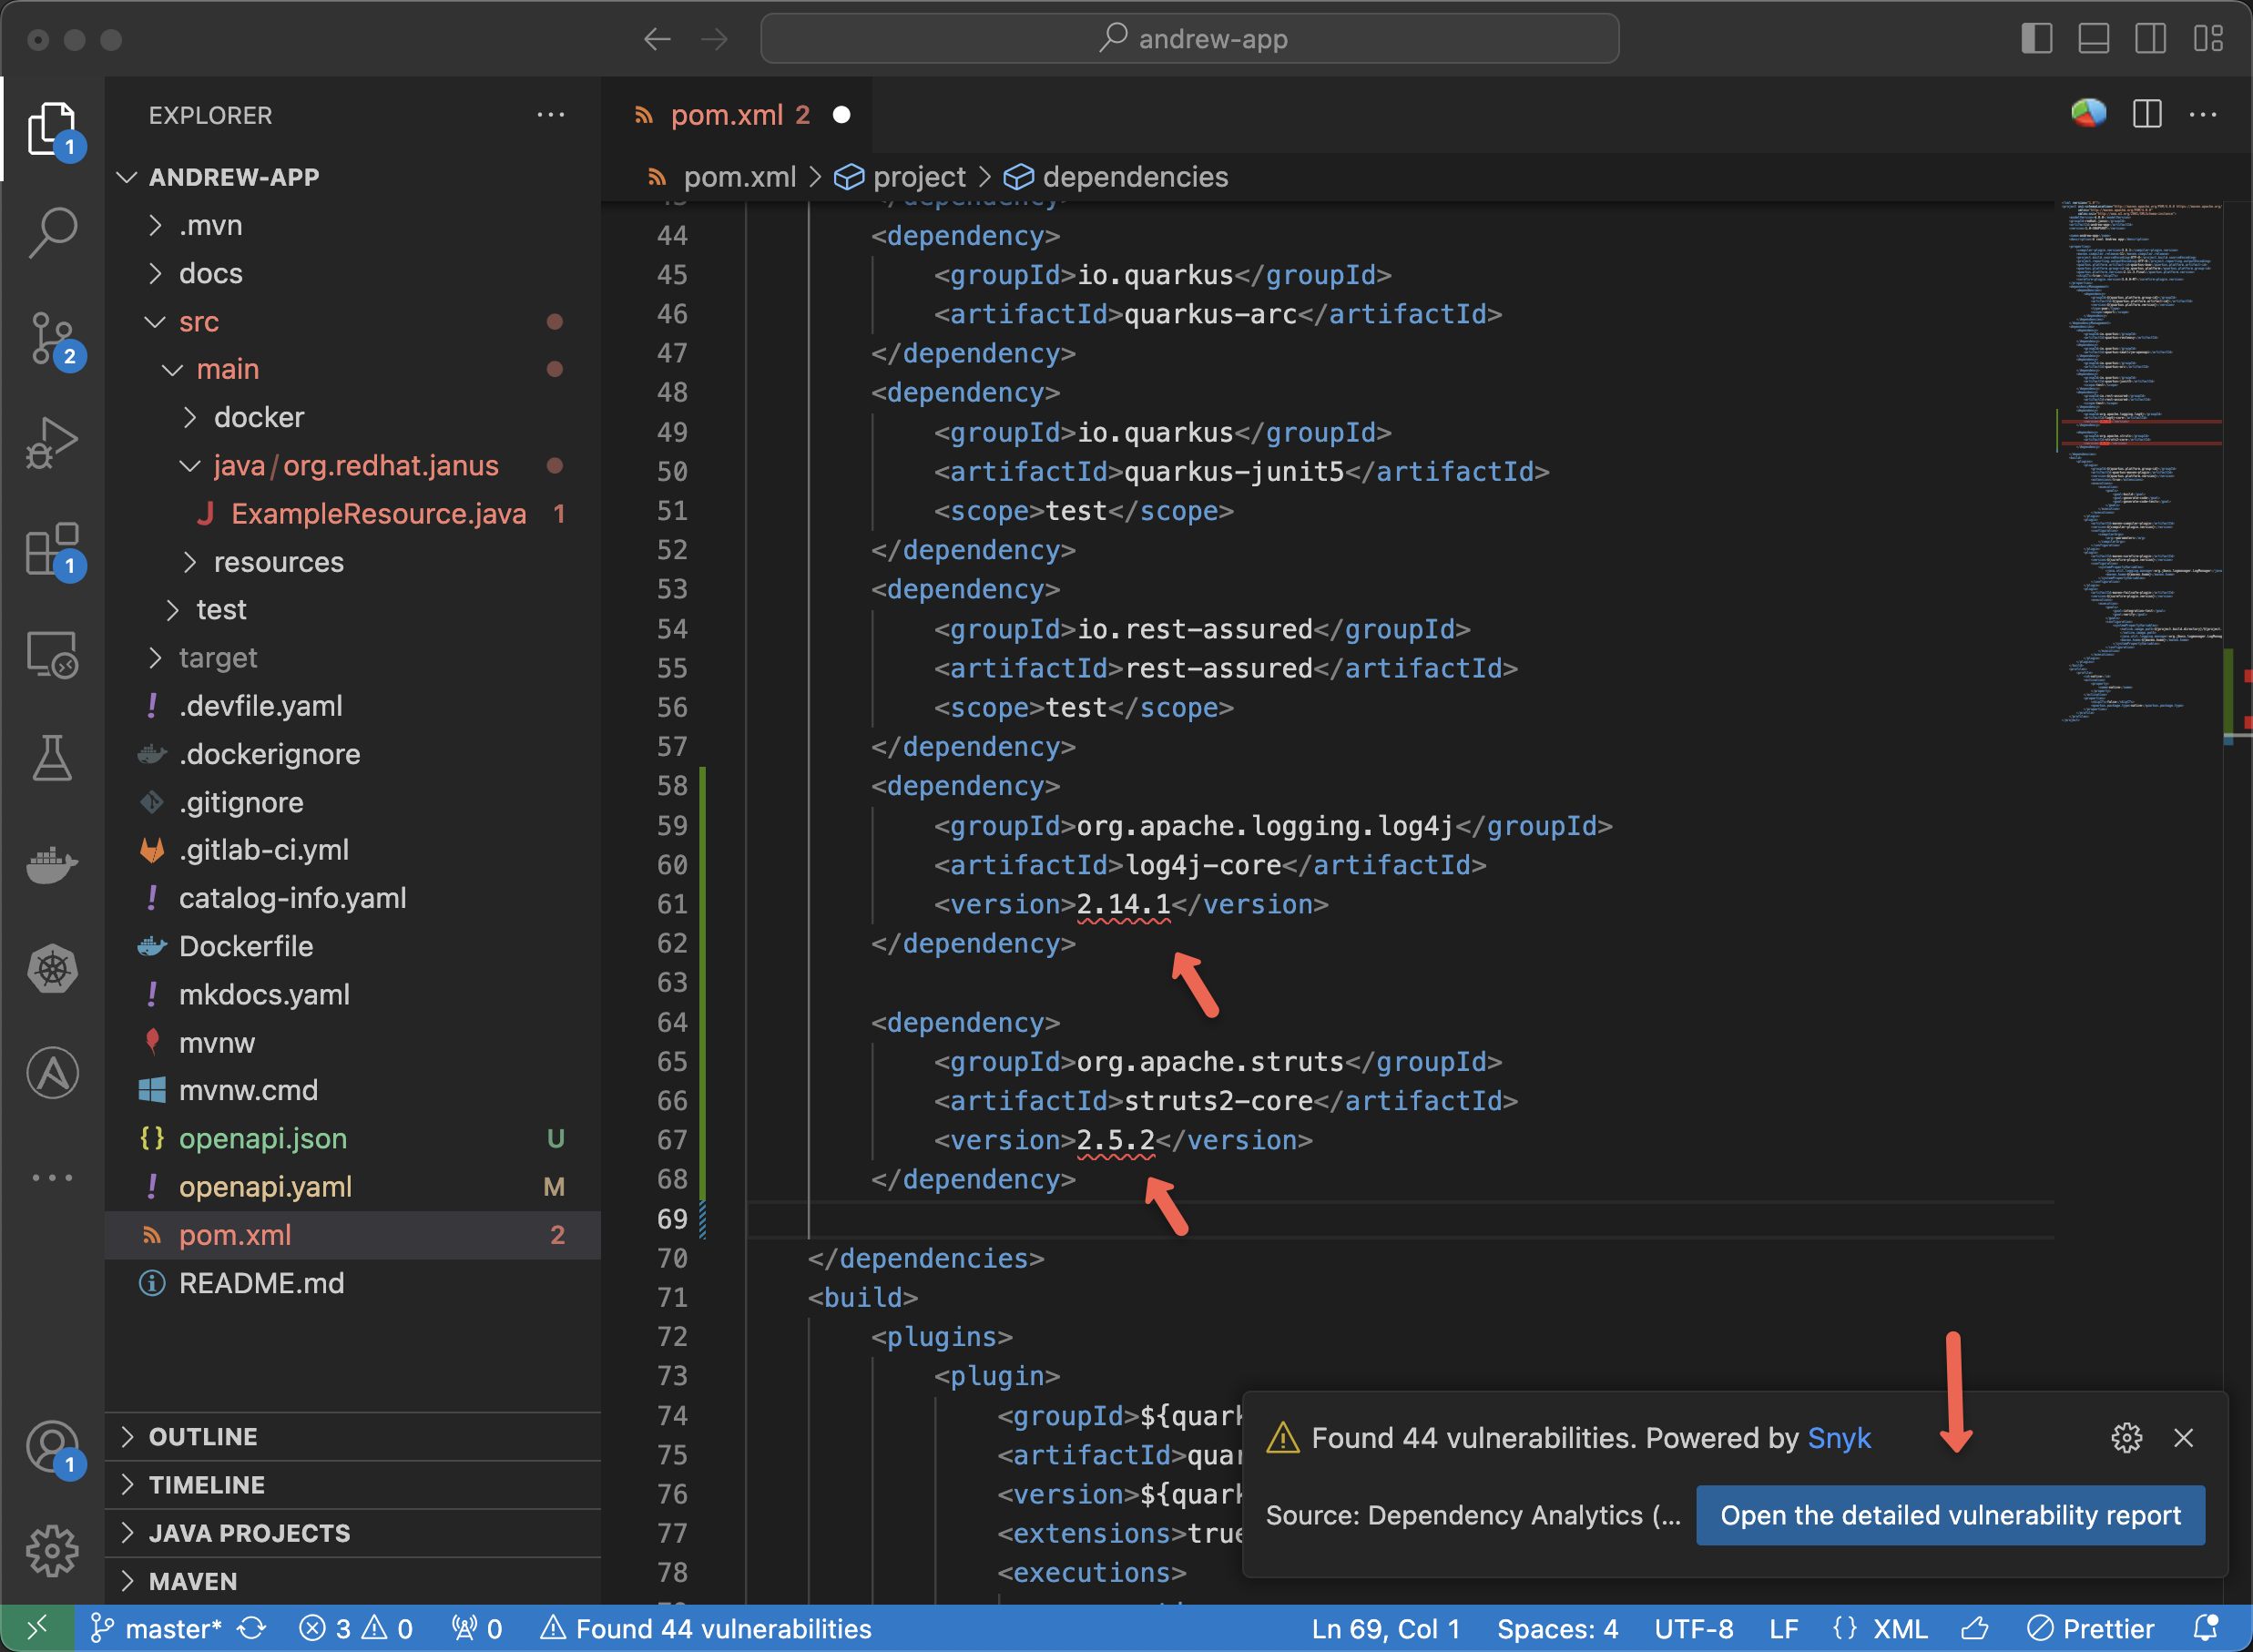 andrew-app
EXPLORER
pom.xml 2
1
ANDREW-APP
pom.xml > project > dependencies
.mvn
docs
src
2
main
docker
java/org.redhat.janus
J ExampleResource.java 1
1
resources
test
target
! .devfile.yaml
.dockerignore
.gitignore
.gitlab-ci.yml
! catalog-info.yaml
Dockerfile
! mkdocs.yaml
mvnw
mvnw.cmd
{} openapi.json U
! openapi.yaml M
pom.xml 2
README.md
OUTLINE
1
TIMELINE
JAVA PROJECTS
MAVEN
44 <dependency>
45 <groupId>io.quarkus</groupId>
46 <artifactId>quarkus-arc</artifactId>
47 </dependency>
48 <dependency>
49 <groupId>io.quarkus</groupId>
50 <artifactId>quarkus-junit5</artifactId>
51 <scope>test</scope>
52 </dependency>
53 <dependency>
54 <groupId>io.rest-assured</groupId>
55 <artifactId>rest-assured</artifactId>
56 <scope>test</scope>
57 </dependency>
58 <dependency>
59 <groupId>org.apache.logging.log4j</groupId>
60 <artifactId>log4j-core</artifactId>
61 <version>2.14.1</version>
62 </dependency>
63
64 <dependency>
65 <groupId>org.apache.struts</groupId>
66 <artifactId>struts2-core</artifactId>
67 <version>2.5.2</version>
68 </dependency>
69
70 </dependencies>
71 <build>
72 <plugins>
73 <plugin>
74 <groupId>${quark
75 <artifactId>quar
76 <version>${quark
77 <extensions>true
78 <executions>
Found 44 vulnerabilities. Powered by Snyk
Source: Dependency Analytics (...
Open the detailed vulnerability report
master* 3 0 0 Found 44 vulnerabilities Ln 69, Col 1 Spaces: 4 UTF-8 LF {} XML Prettier